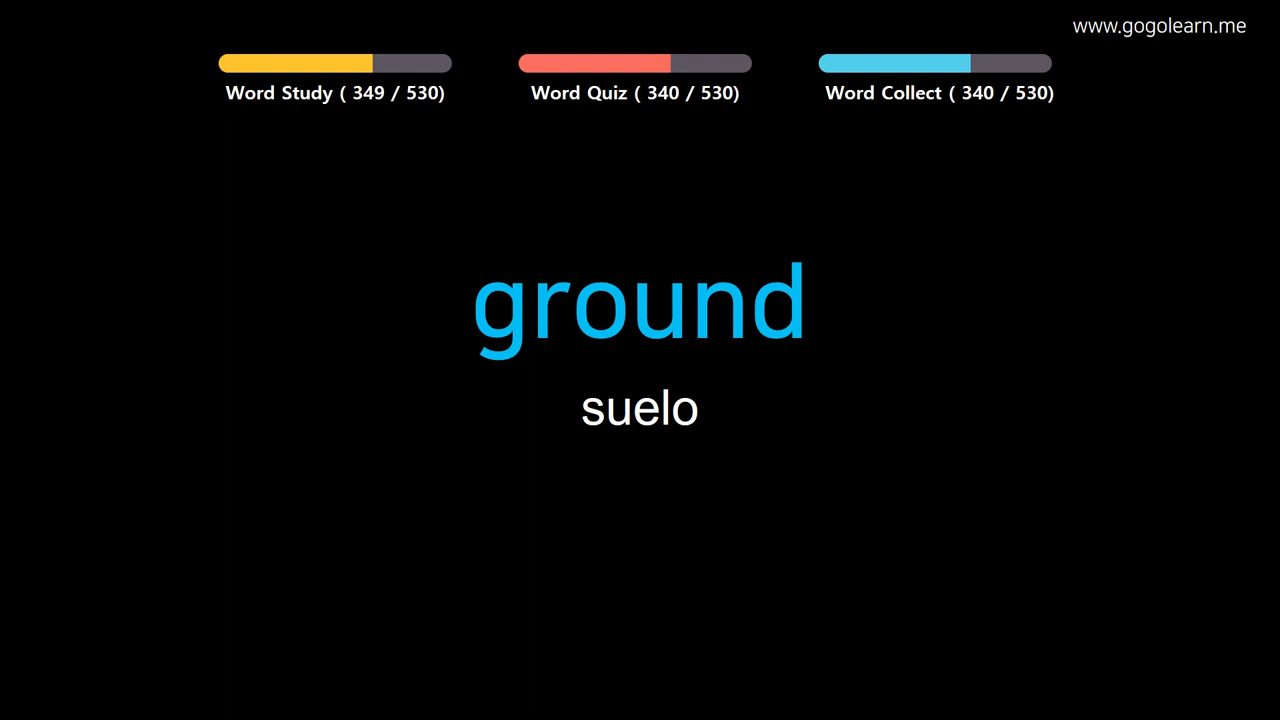 www.gogolearn.me
Word Study ( 349 / 530)
Word Quiz ( 340 / 530)
Word Collect ( 340 / 530)
ground
suelo